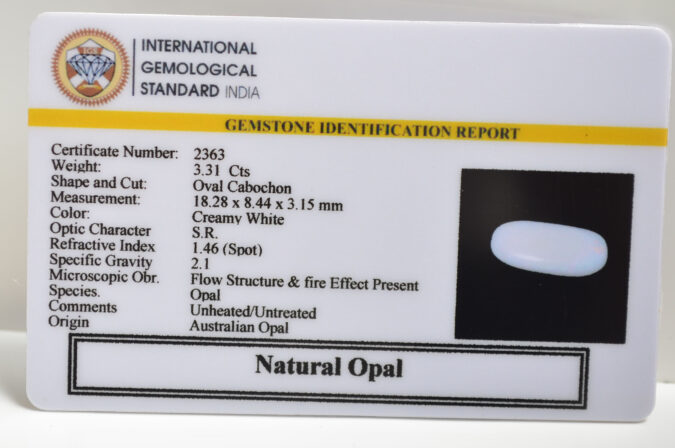 IGS
INTERNATIONAL
GEMOLOGICAL
STANDARD INDIA
GEMSTONE IDENTIFICATION REPORT
Certificate Number: 2363
Weight: 3.31 Cts
Shape and Cut: Oval Cabochon
Measurement: 18.28 x 8.44 x 3.15 mm
Color: Creamy White
Optic Character S.R.
Refractive Index 1.46 (Spot)
Specific Gravity 2.1
Microscopic Obr. Flow Structure & fire Effect Present
Species. Opal
Comments Unheated/Untreated
Origin Australian Opal
Natural Opal